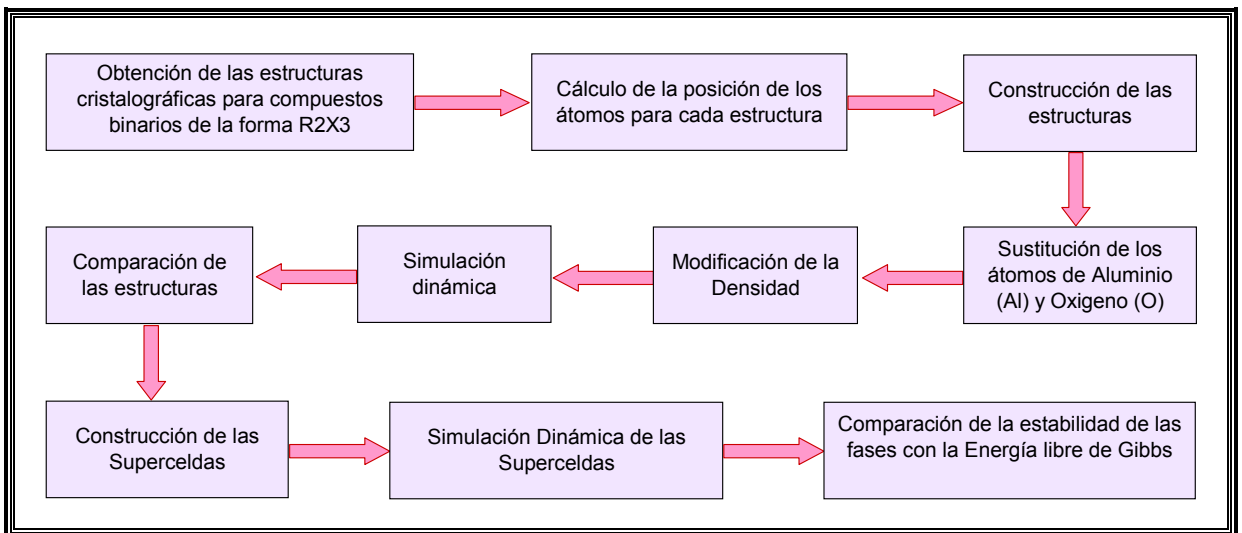 Obtención de las estructuras
cristalográficas para compuestos
binarios de la forma R2X3
Cálculo de la posición de los
átomos para cada estructura
Construcción de las
estructuras
Sustitución de los
átomos de Aluminio
(Al) y Oxigeno (O)
Modificación de la
Densidad
Simulación
dinámica
Comparación de
las estructuras
Construcción de las
Superceldas
Simulación Dinámica de las
Superceldas
Comparación de la estabilidad de las
fases con la Energía libre de Gibbs